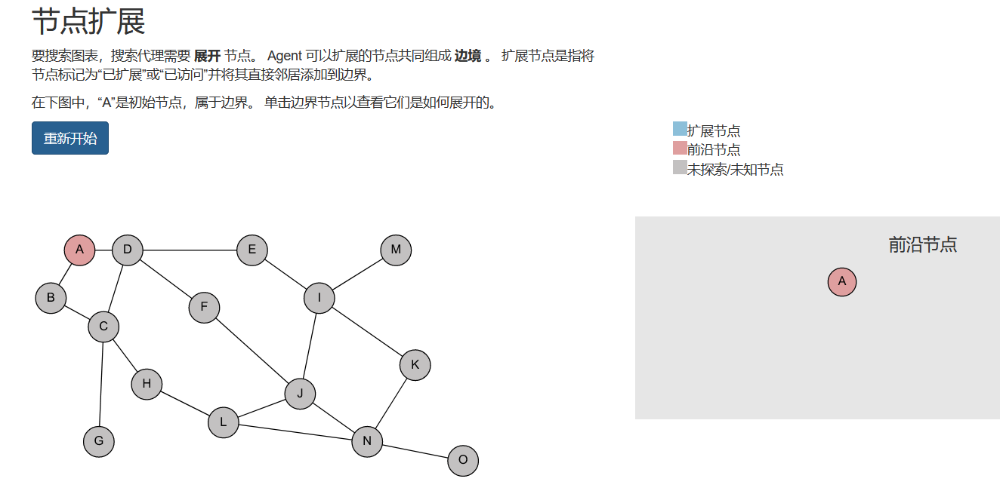 节点扩展
要搜索图表，搜索代理需要 展开 节点。 Agent 可以扩展的节点共同组成 边境 。 扩展节点是指将
节点标记为“已扩展”或“已访问”并将其直接邻居添加到边界。
在下图中，“A”是初始节点，属于边界。 单击边界节点以查看它们是如何展开的。
重新开始
扩展节点
前沿节点
未探索/未知节点
前沿节点
A
A
D
E
M
B
F
I
C
K
H
J
L
G
N
O